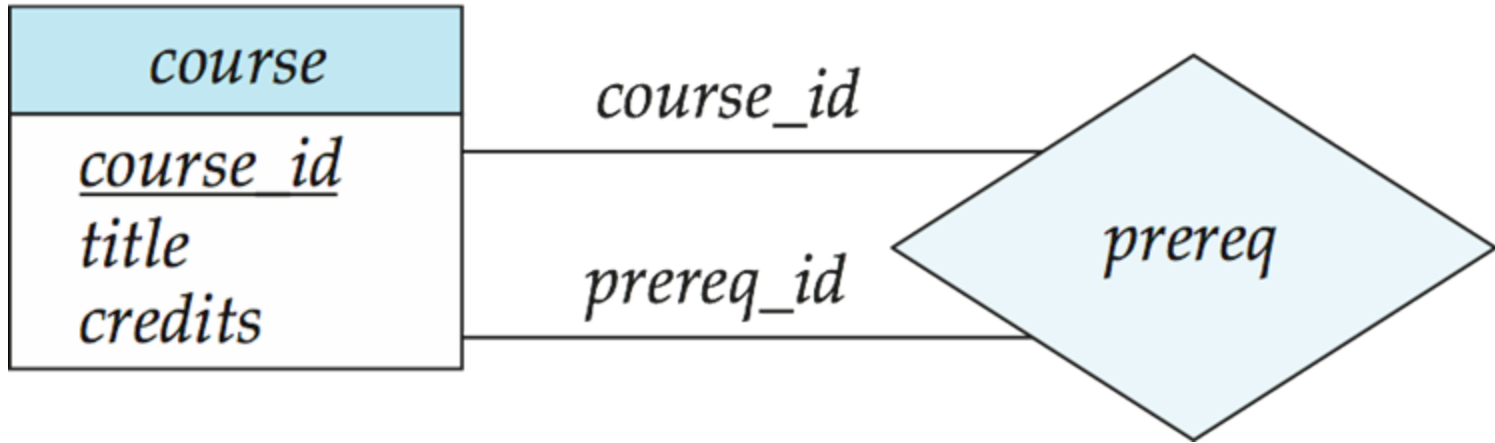 course
course_id
title
credits
course_id
prereq_id
prereq